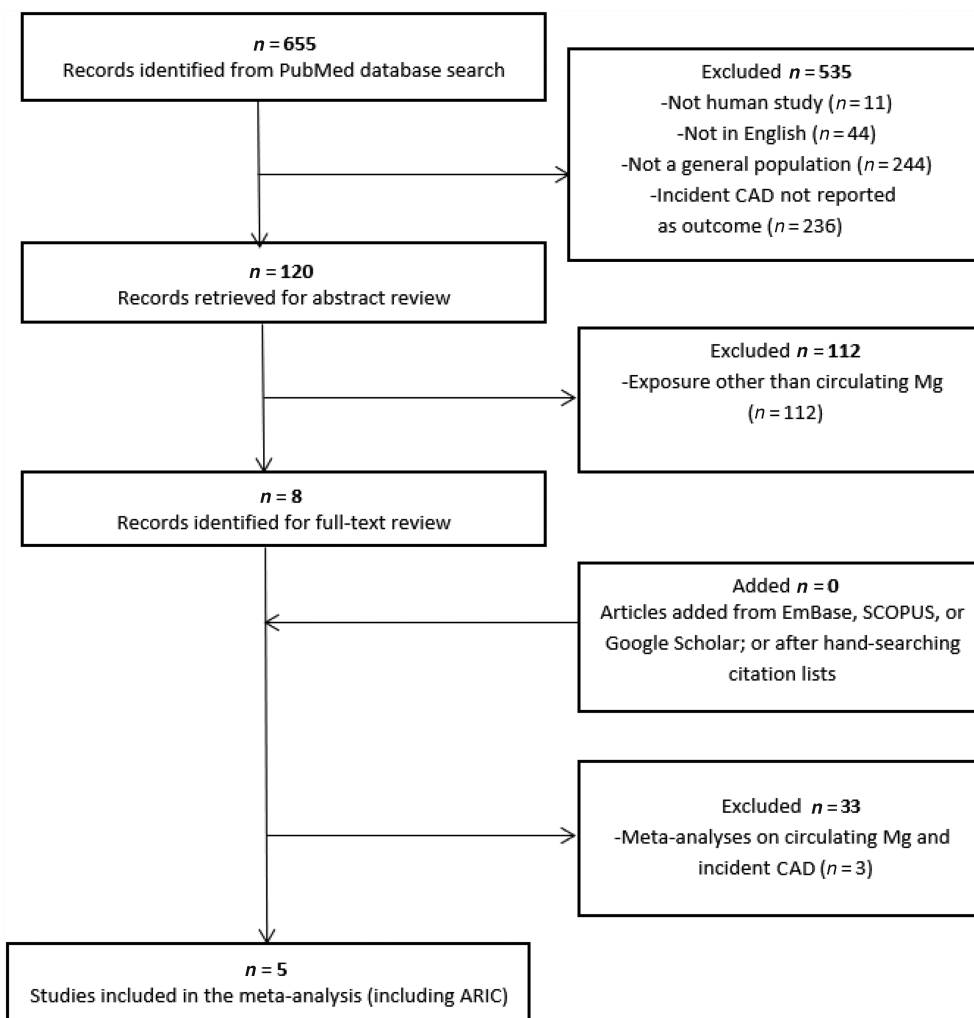 n = 655
Records identified from PubMed database search
Excluded n = 535
-Not human study (n = 11)
-Not in English (n = 44)
-Not a general population (n = 244)
-Incident CAD not reported
as outcome (n = 236)
n = 120
Records retrieved for abstract review
Excluded n = 112
-Exposure other than circulating Mg
(n = 112)
n = 8
Records identified for full-text review
Added n = 0
Articles added from EmBase, SCOPUS, or
Google Scholar; or after hand-searching
citation lists
Excluded n = 33
-Meta-analyses on circulating Mg and
incident CAD (n = 3)
n = 5
Studies included in the meta-analysis (including ARIC)